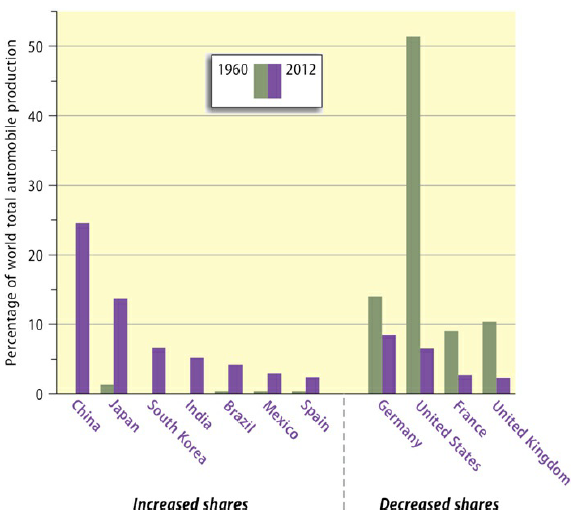 Percentage of world total automobile production
50
40
30
20
10
0
1960
2012
China
Japan
South Korea
India
Brazil
Mexico
Spain
Germany
United States
France
United Kingdom
Increased shares
Decreased shares